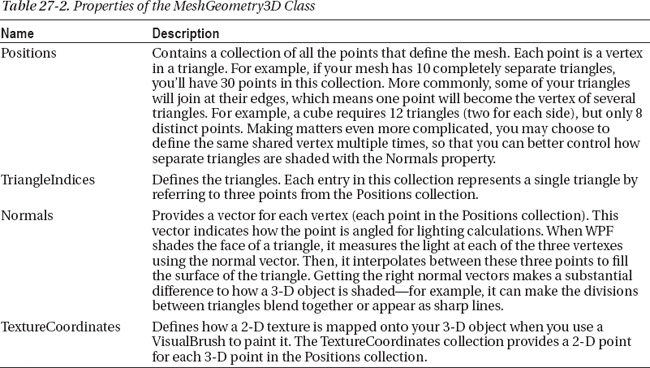 Table 27-2. Properties of the MeshGeometry3D Class
Name Description
Positions Contains a collection of all the points that define the mesh. Each point is a vertex
in a triangle. For example, if your mesh has 10 completely separate triangles,
you'll have 30 points in this collection. More commonly, some of your triangles
will join at their edges, which means one point will become the vertex of several
triangles. For example, a cube requires 12 triangles (two for each side), but only 8
distinct points. Making matters even more complicated, you may choose to
define the same shared vertex multiple times, so that you can better control how
separate triangles are shaded with the Normals property.
TriangleIndices Defines the triangles. Each entry in this collection represents a single triangle by
referring to three points from the Positions collection.
Normals Provides a vector for each vertex (each point in the Positions collection). This
vector indicates how the point is angled for lighting calculations. When WPF
shades the face of a triangle, it measures the light at each of the three vertexes
using the normal vector. Then, it interpolates between these three points to fill
the surface of the triangle. Getting the right normal vectors makes a substantial
difference to how a 3-D object is shaded—for example, it can make the divisions
between triangles blend together or appear as sharp lines.
TextureCoordinates Defines how a 2-D texture is mapped onto your 3-D object when you use a
VisualBrush to paint it. The TextureCoordinates collection provides a 2-D point
for each 3-D point in the Positions collection.